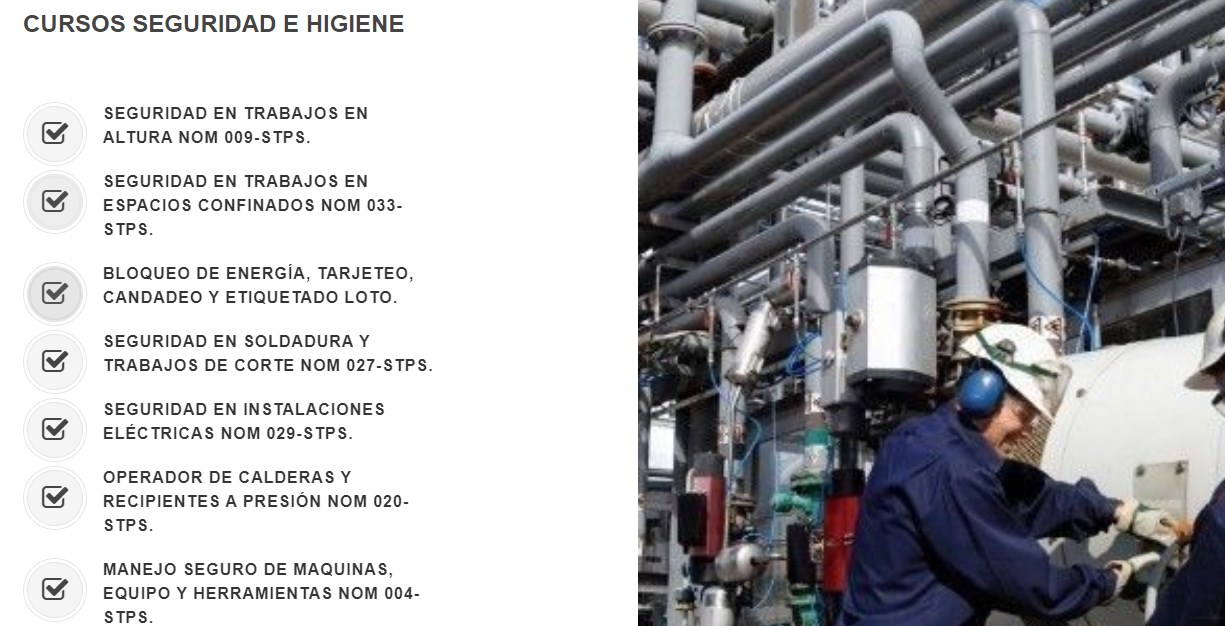 CURSOS SEGURIDAD E HIGIENE
SEGURIDAD EN TRABAJOS EN
ALTURA NOM 009-STPS.
SEGURIDAD EN TRABAJOS EN
ESPACIOS CONFINADOS NOM 033-
STPS.
BLOQUEO DE ENERGÍA, TARJETEO,
CANDADEO Y ETIQUETADO LOTO.
SEGURIDAD EN SOLDADURA Y
TRABAJOS DE CORTE NOM 027-STPS.
SEGURIDAD EN INSTALACIONES
ELÉCTRICAS NOM 029-STPS.
OPERADOR DE CALDERAS Y
RECIPIENTES A PRESIÓN NOM 020-
STPS.
MANEJO SEGURO DE MAQUINAS,
EQUIPO Y HERRAMIENTAS NOM 004-
STPS.